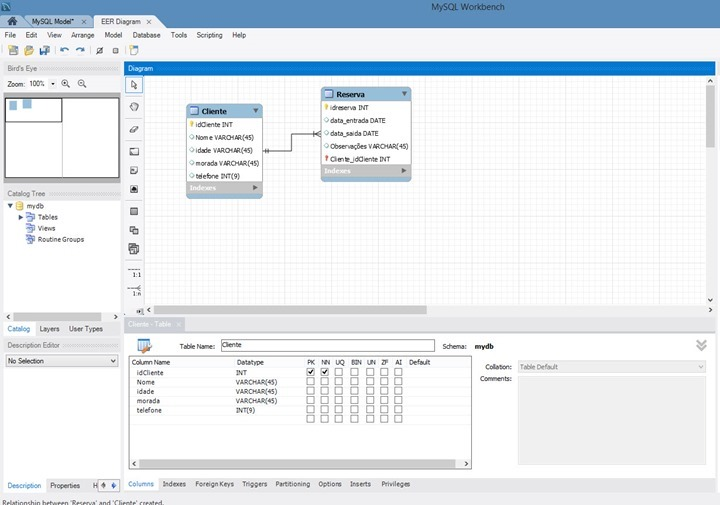 MySQL Workbench
MySQL Model* × EER Diagram ×
File Edit View Arrange Model Database Tools Scripting Help
Bird's Eye
Zoom: 100%
Diagram
Cliente
idCliente INT
Nome VARCHAR(45)
idade VARCHAR(45)
morada VARCHAR(45)
telefone INT(9)
Indexes
Reserva
idreserva INT
data_entrada DATE
data_saida DATE
Observações VARCHAR(45)
Cliente_idCliente INT
Indexes
1:1
1:n
Catalog Tree
mydb
Tables
Views
Routine Groups
Catalog Layers User Types
Description Editor
No Selection
Description Properties H
Cliente - Table ×
Table Name: Cliente Schema: mydb
Column Name Datatype PK NN UQ BIN UN ZF AI Default
idCliente INT
Nome VARCHAR(45)
idade VARCHAR(45)
morada VARCHAR(45)
telefone INT(9)
Collation: Table Default
Comments:
Columns Indexes Foreign Keys Triggers Partitioning Options Inserts Privileges
Relationship between 'Reserva' and 'Cliente' created.